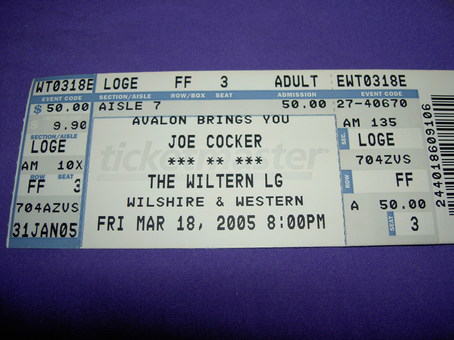 WT0318E LOGE FF 3 ADULT EWT0318E
EVENT CODE SECTION/AISLE ROW/BOX SEAT ADMISSION EVENT CODE
$ 50.00 AISLE 7 50.00 27-40670
9.90 AVALON BRINGS YOU AM 135
SECTION/AISLE JOE COCKER SEC. LOGE
LOGE *** ** *** 704ZVS
AM 10X ticketmaster
FF 3 THE WILTERN LG FF
704AZVS WILSHIRE & WESTERN A 50.00
31JAN05 FRI MAR 18, 2005 8:00PM SEAT 3
244018609106